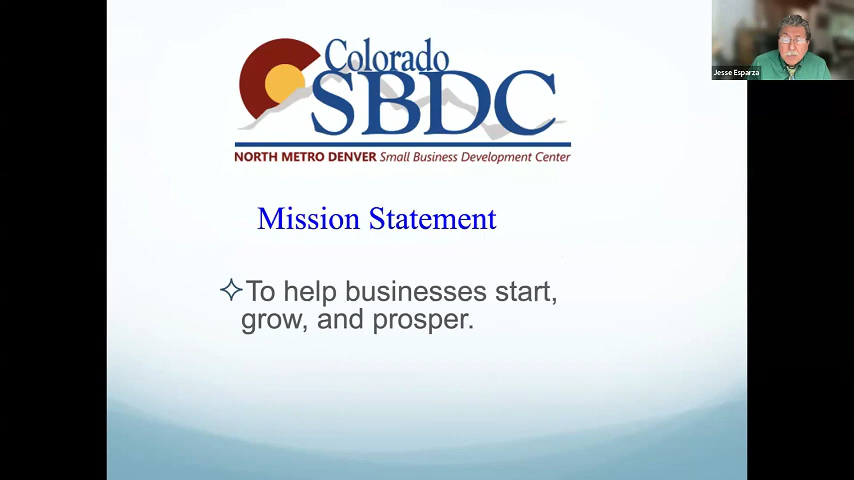 Colorado
SBDC
NORTH METRO DENVER Small Business Development Center
Jesse Esparza
Mission Statement
To help businesses start,
grow, and prosper.